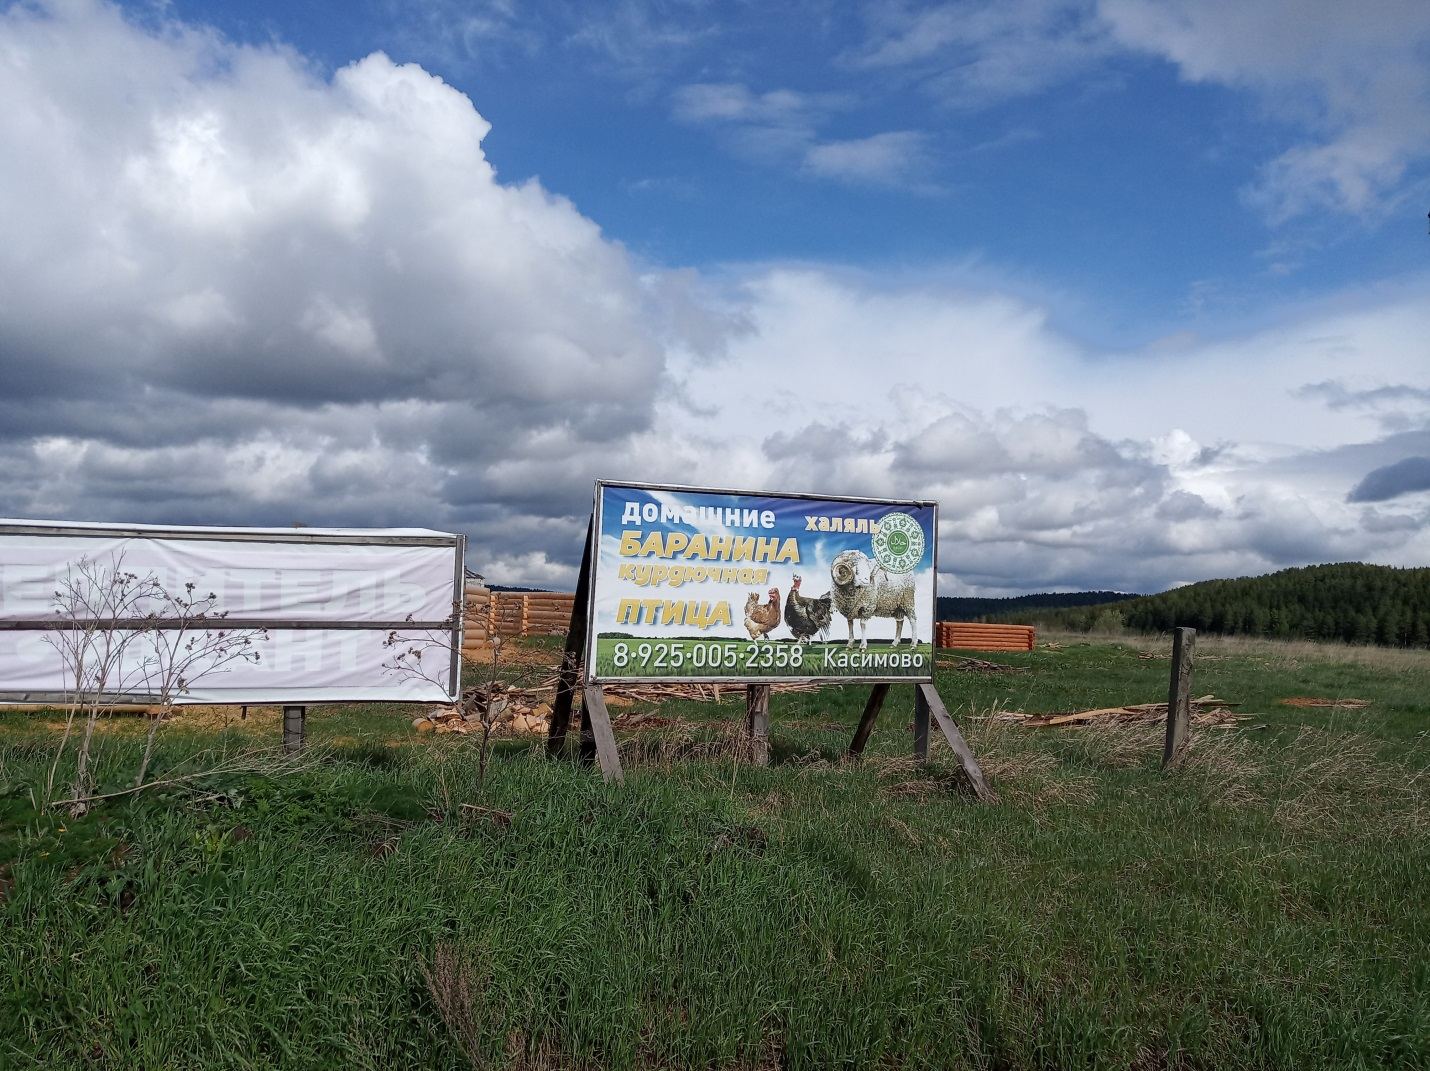 домашние
халяль
БАРАНИНА
курдючная
ПТИЦА
8·925·005·2358 Касимово